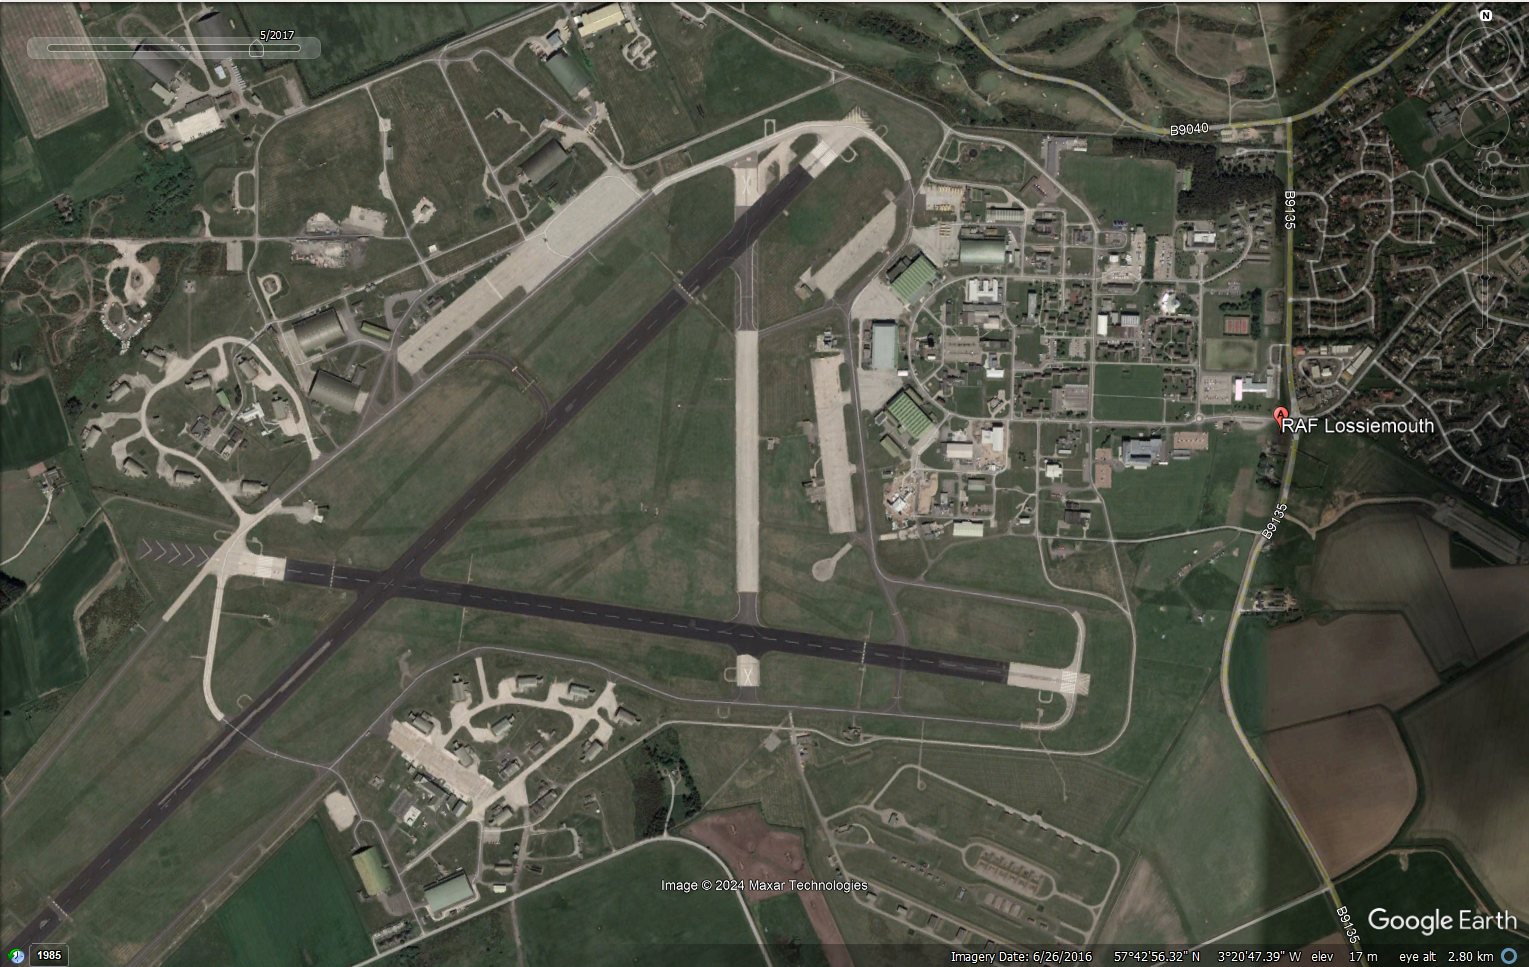 5/2017
N
B9040
B9135
A
RAF Lossiemouth
B9135
X
X
Image © 2024 Maxar Technologies
B9135
Google Earth
1985
Imagery Date: 6/26/2016 57°42'56.32" N 3°20'47.39" W elev 17 m eye alt 2.80 km